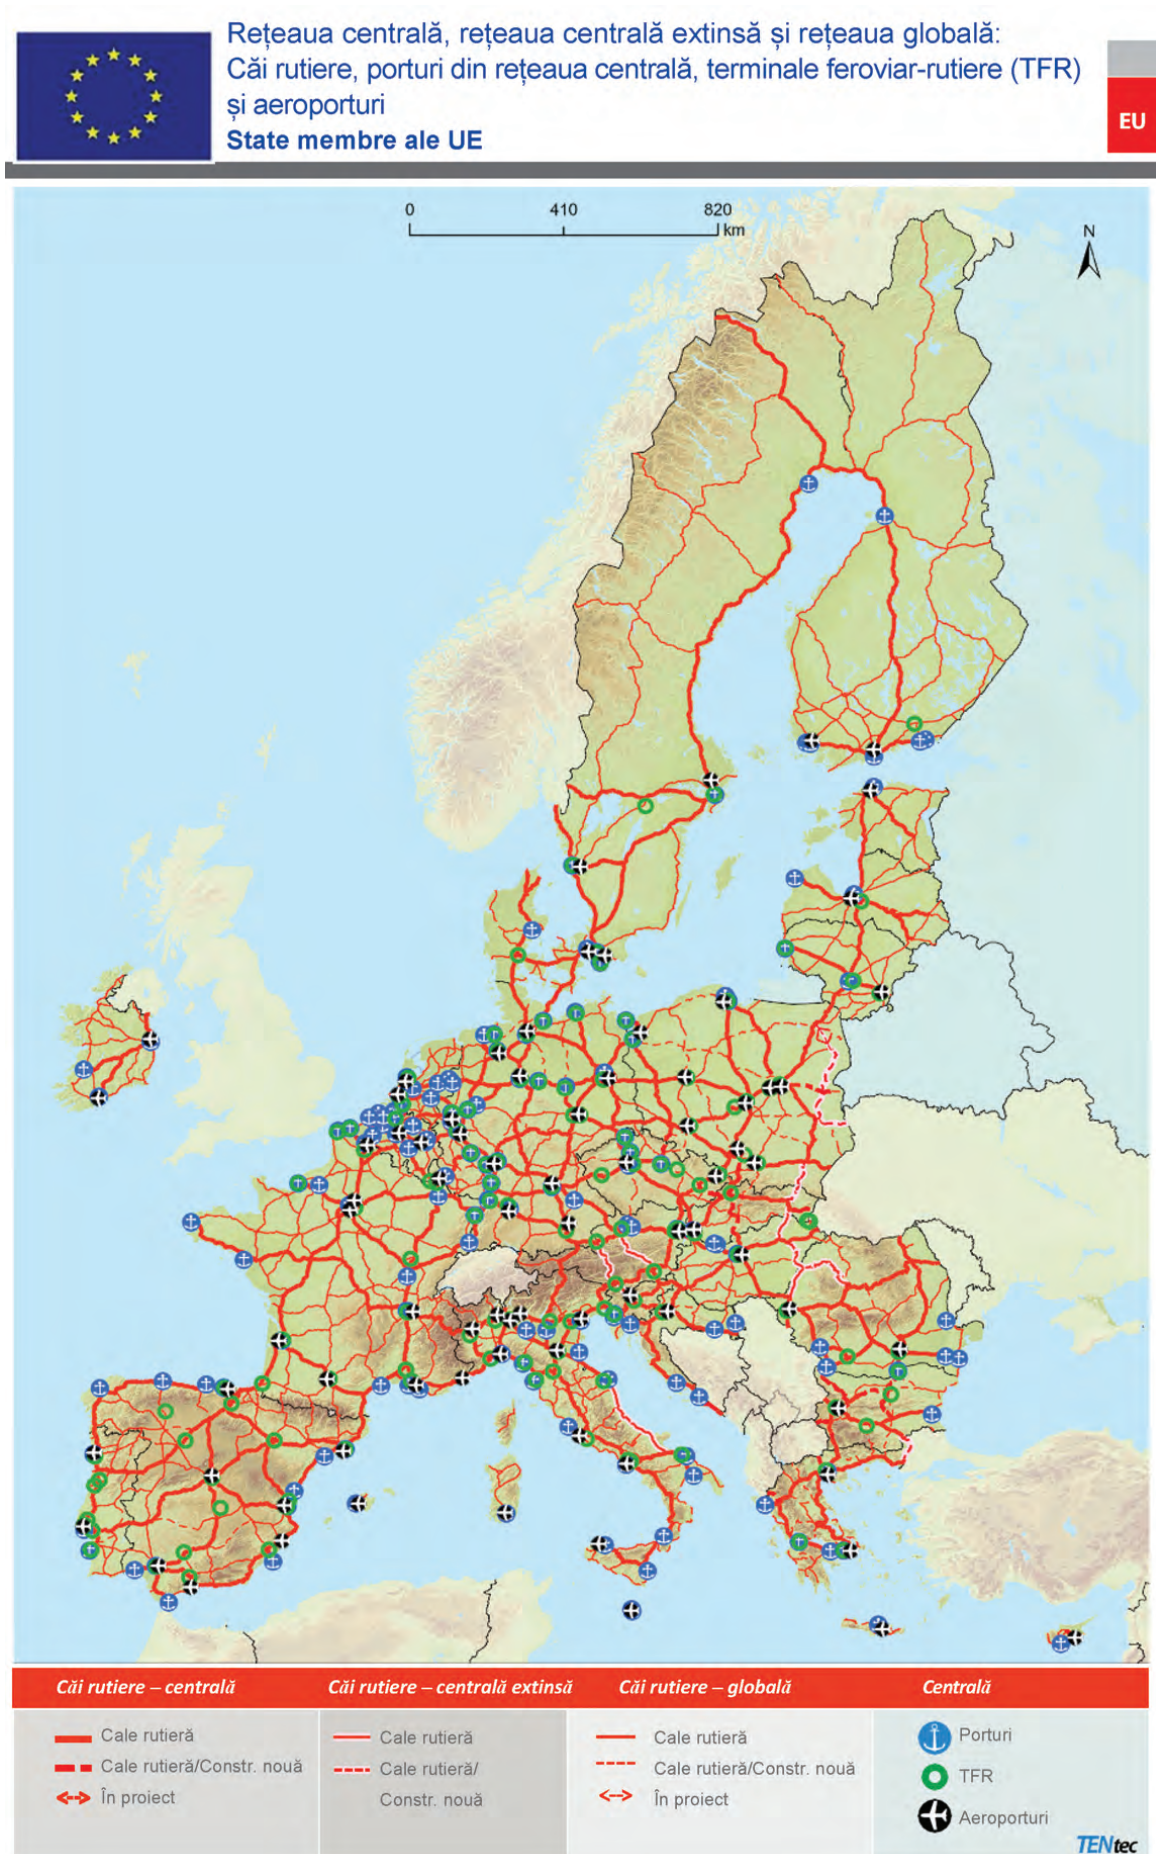 Rețeaua centrală, rețeaua centrală extinsă și rețeaua globală:
Căi rutiere, porturi din rețeaua centrală, terminale feroviar-rutiere (TFR)
și aeroporturi
State membre ale UE
EU
0 410 820
km
N
Căi rutiere – centrală
Cale rutieră
Cale rutieră/Constr. nouă
În proiect
Căi rutiere – centrală extinsă
Cale rutieră
Cale rutieră/
Constr. nouă
Căi rutiere – globală
Cale rutieră
Cale rutieră/Constr. nouă
În proiect
Centrală
Porturi
TFR
Aeroporturi
TENtec